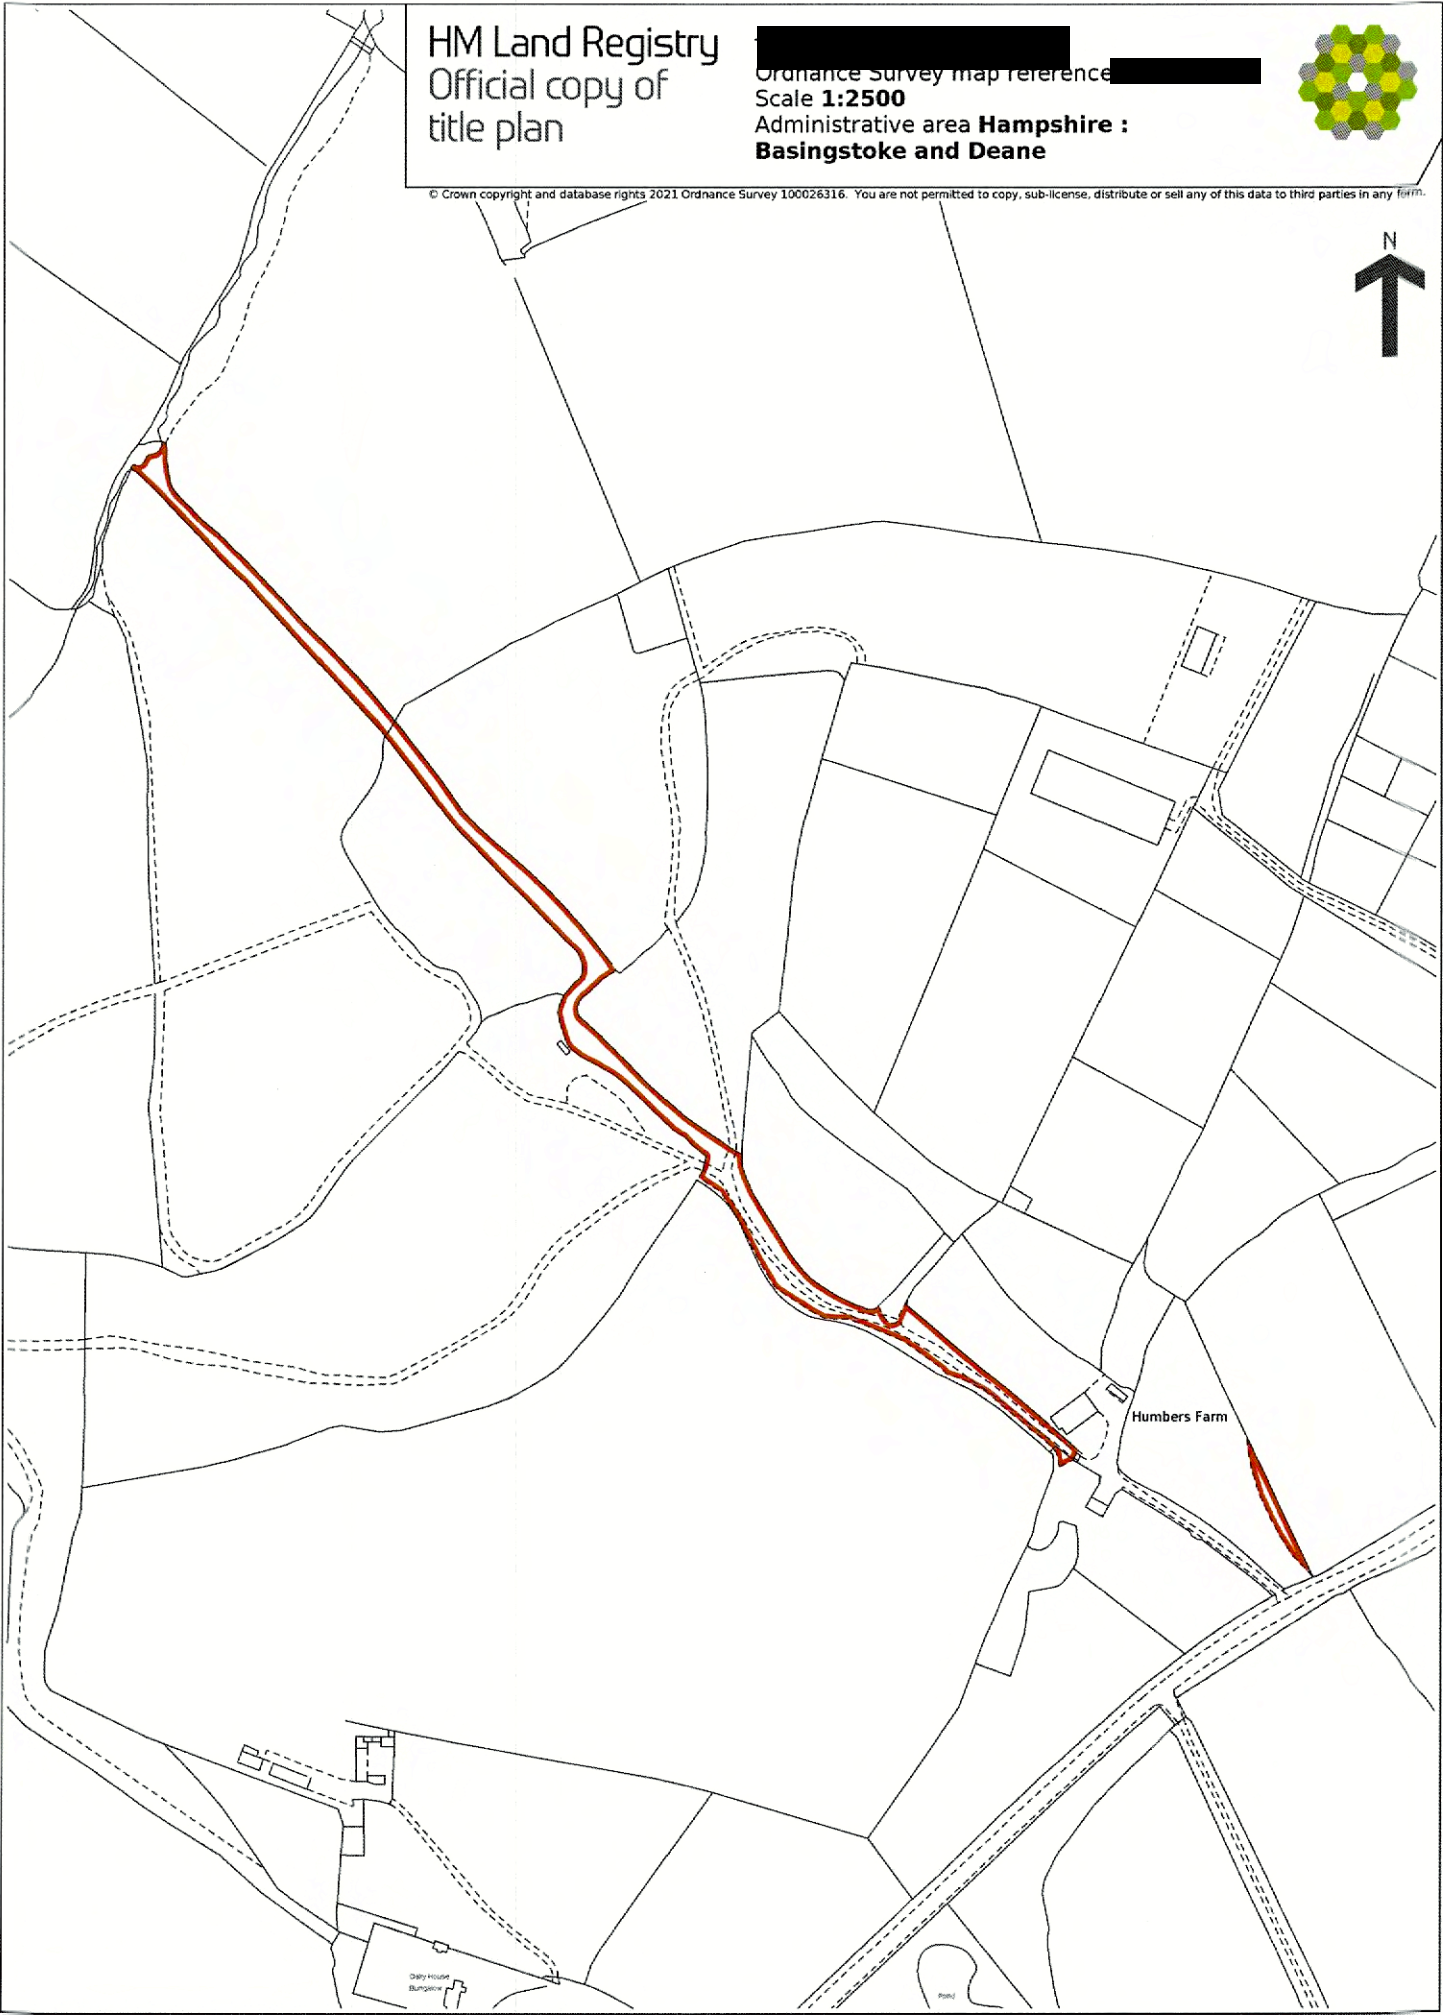 HM Land Registry
Official copy of
title plan
Ordnance Survey map reference
Scale 1:2500
Administrative area Hampshire :
Basingstoke and Deane
© Crown copyright and database rights 2021 Ordnance Survey 100026316. You are not permitted to copy, sub-license, distribute or sell any of this data to third parties in any form.
N
Humbers Farm
Dairy House
Bungalow
Pond